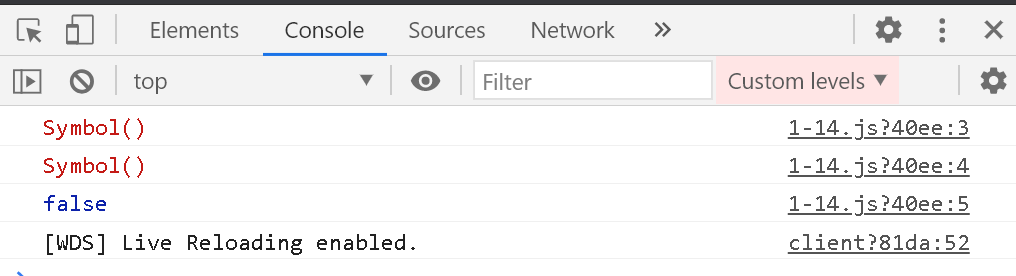 Elements Console Sources Network »
top Filter Custom levels
Symbol() 1-14.js?40ee:3
Symbol() 1-14.js?40ee:4
false 1-14.js?40ee:5
[WDS] Live Reloading enabled. client?81da:52